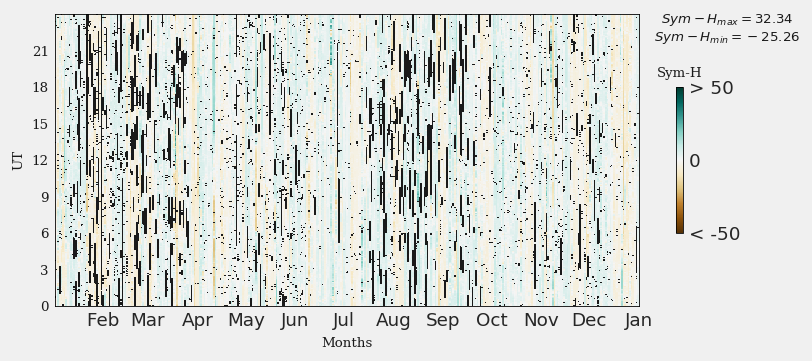 Sym − H_max = 32.34
Sym − H_min = −25.26
Sym-H
> 50
0
< -50
UT
21
18
15
12
9
6
3
0
Feb Mar Apr May Jun Jul Aug Sep Oct Nov Dec Jan
Months